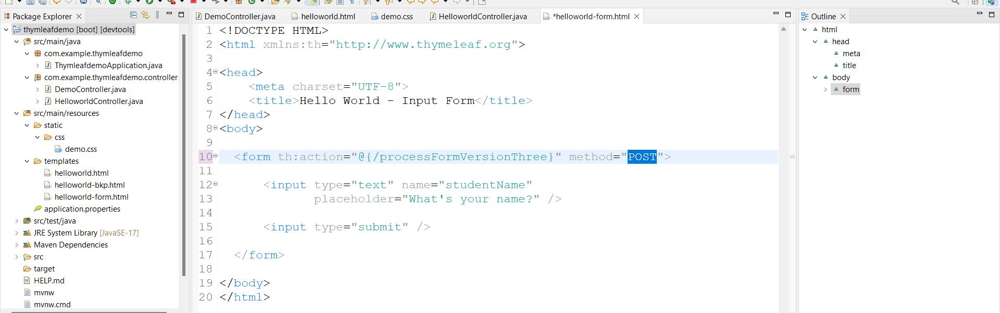 Package Explorer
thymleafdemo [boot] [devtools]
src/main/java
com.example.thymleafdemo
ThymleafdemoApplication.java
com.example.thymleafdemo.controller
DemoController.java
HelloworldController.java
src/main/resources
static
css
demo.css
templates
helloworld.html
helloworld-bkp.html
helloworld-form.html
application.properties
src/test/java
JRE System Library [JavaSE-17]
Maven Dependencies
src
target
HELP.md
mvnw
mvnw.cmd
DemoController.java
helloworld.html
demo.css
HelloworldController.java
*helloworld-form.html
1 <!DOCTYPE HTML>
2 <html xmlns:th="http://www.thymeleaf.org">
3
4 <head>
5 <meta charset="UTF-8">
6 <title>Hello World - Input Form</title>
7 </head>
8 <body>
9
10 <form th:action="@{/processFormVersionThree}" method="POST">
11
12 <input type="text" name="studentName"
13 placeholder="What's your name?" />
14
15 <input type="submit" />
16
17 </form>
18
19 </body>
20 </html>
Outline
html
head
meta
title
body
form